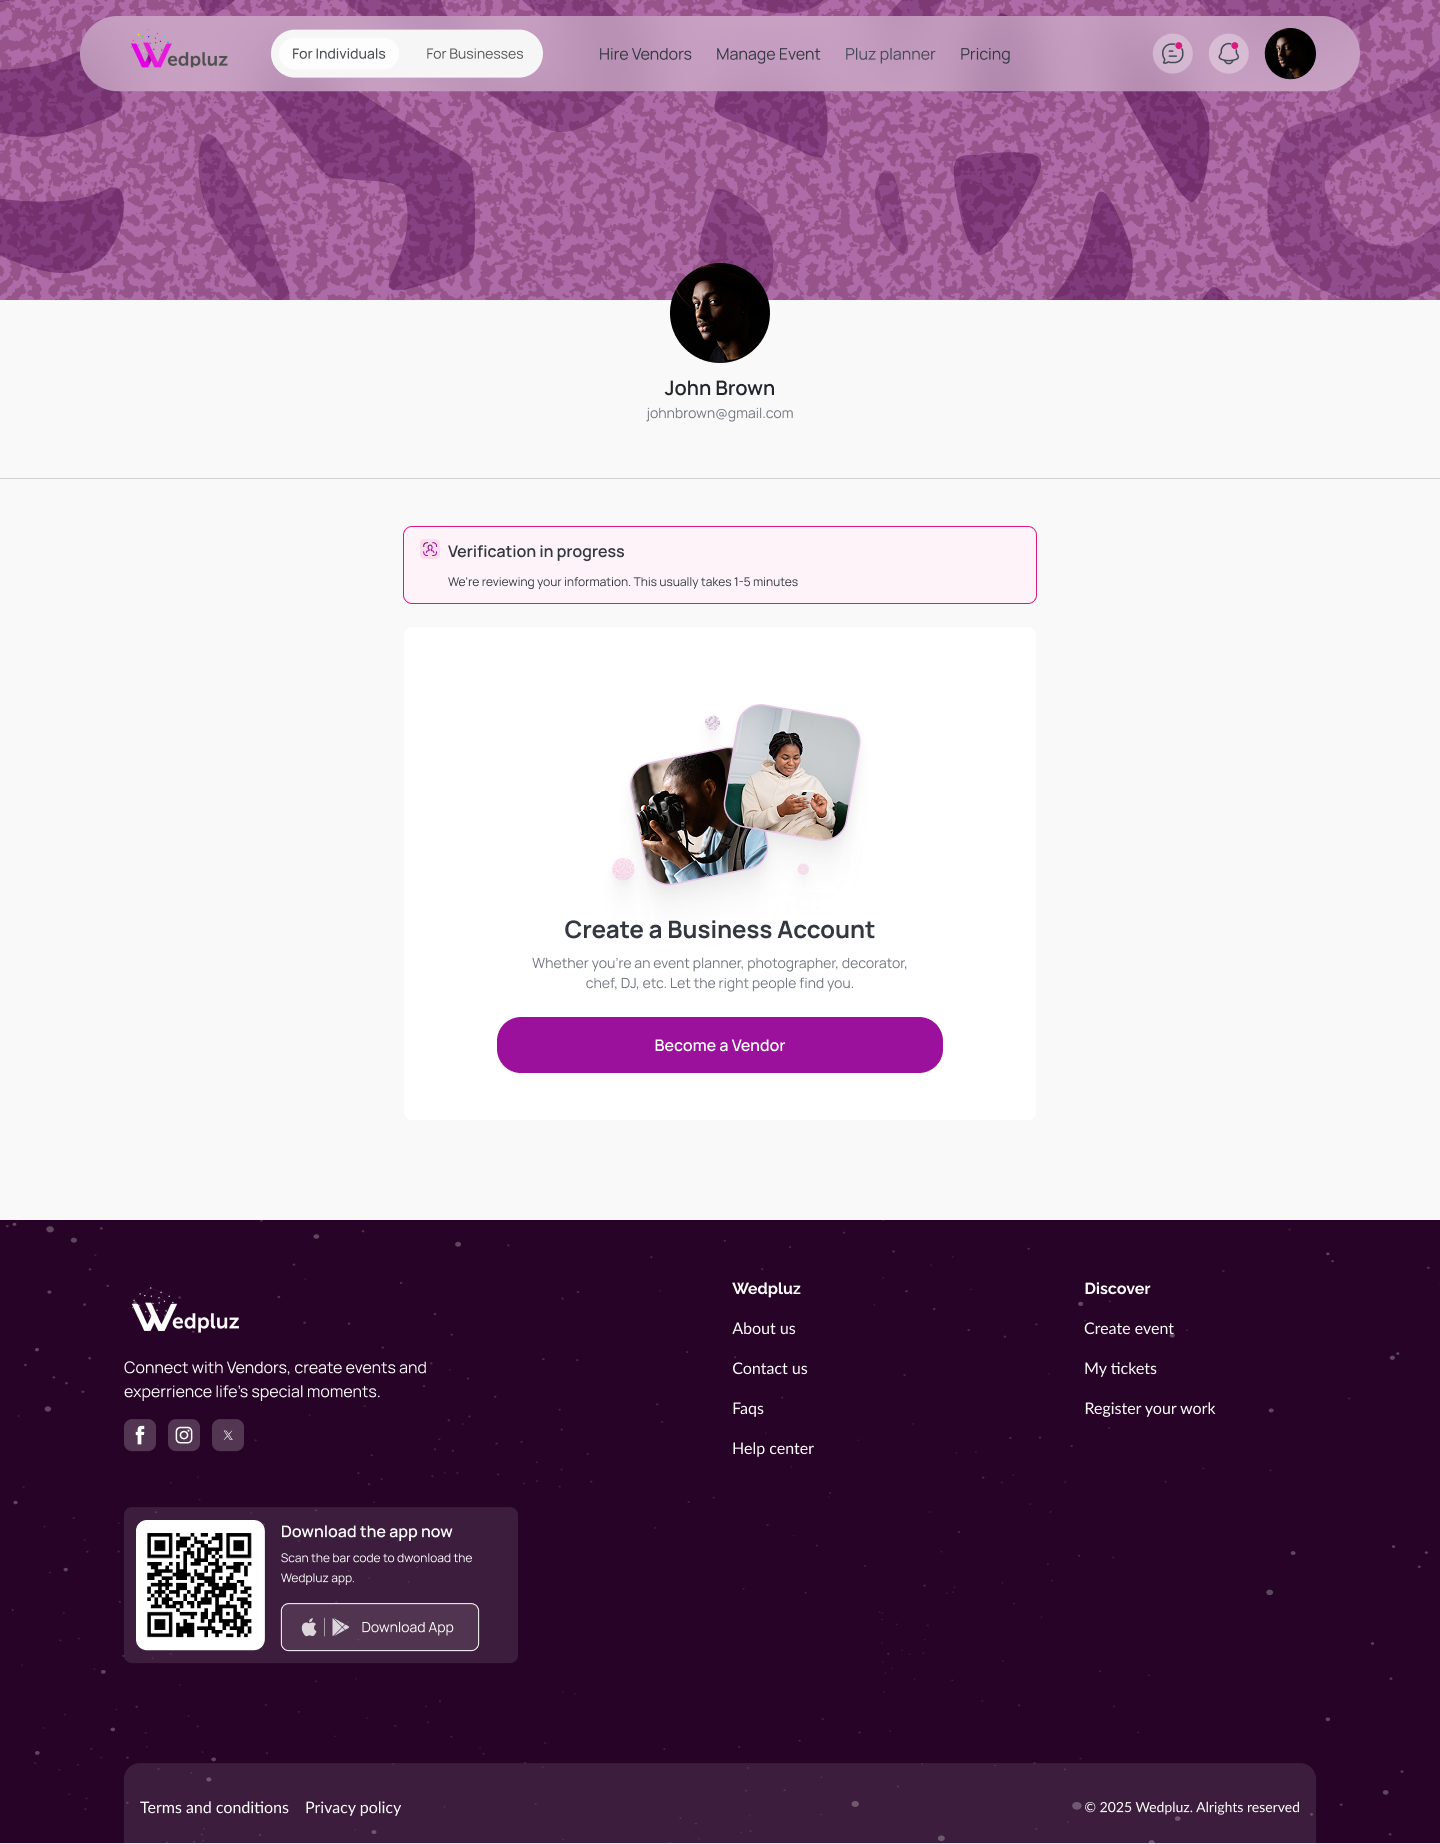 Wedpluz
For Individuals
For Businesses
Hire Vendors
Manage Event
Pluz planner
Pricing
John Brown
johnbrown@gmail.com
Verification in progress
We're reviewing your information. This usually takes 1-5 minutes
Create a Business Account
Whether you're an event planner, photographer, decorator,
chef, DJ, etc. Let the right people find you.
Become a Vendor
Wedpluz
Connect with Vendors, create events and
experrience life's special moments.
Wedpluz
About us
Contact us
Faqs
Help center
Discover
Create event
My tickets
Register your work
Download the app now
Scan the bar code to dwonload the
Wedpluz app.
Download App
Terms and conditions
Privacy policy
© 2025 Wedpluz. Alrights reserved